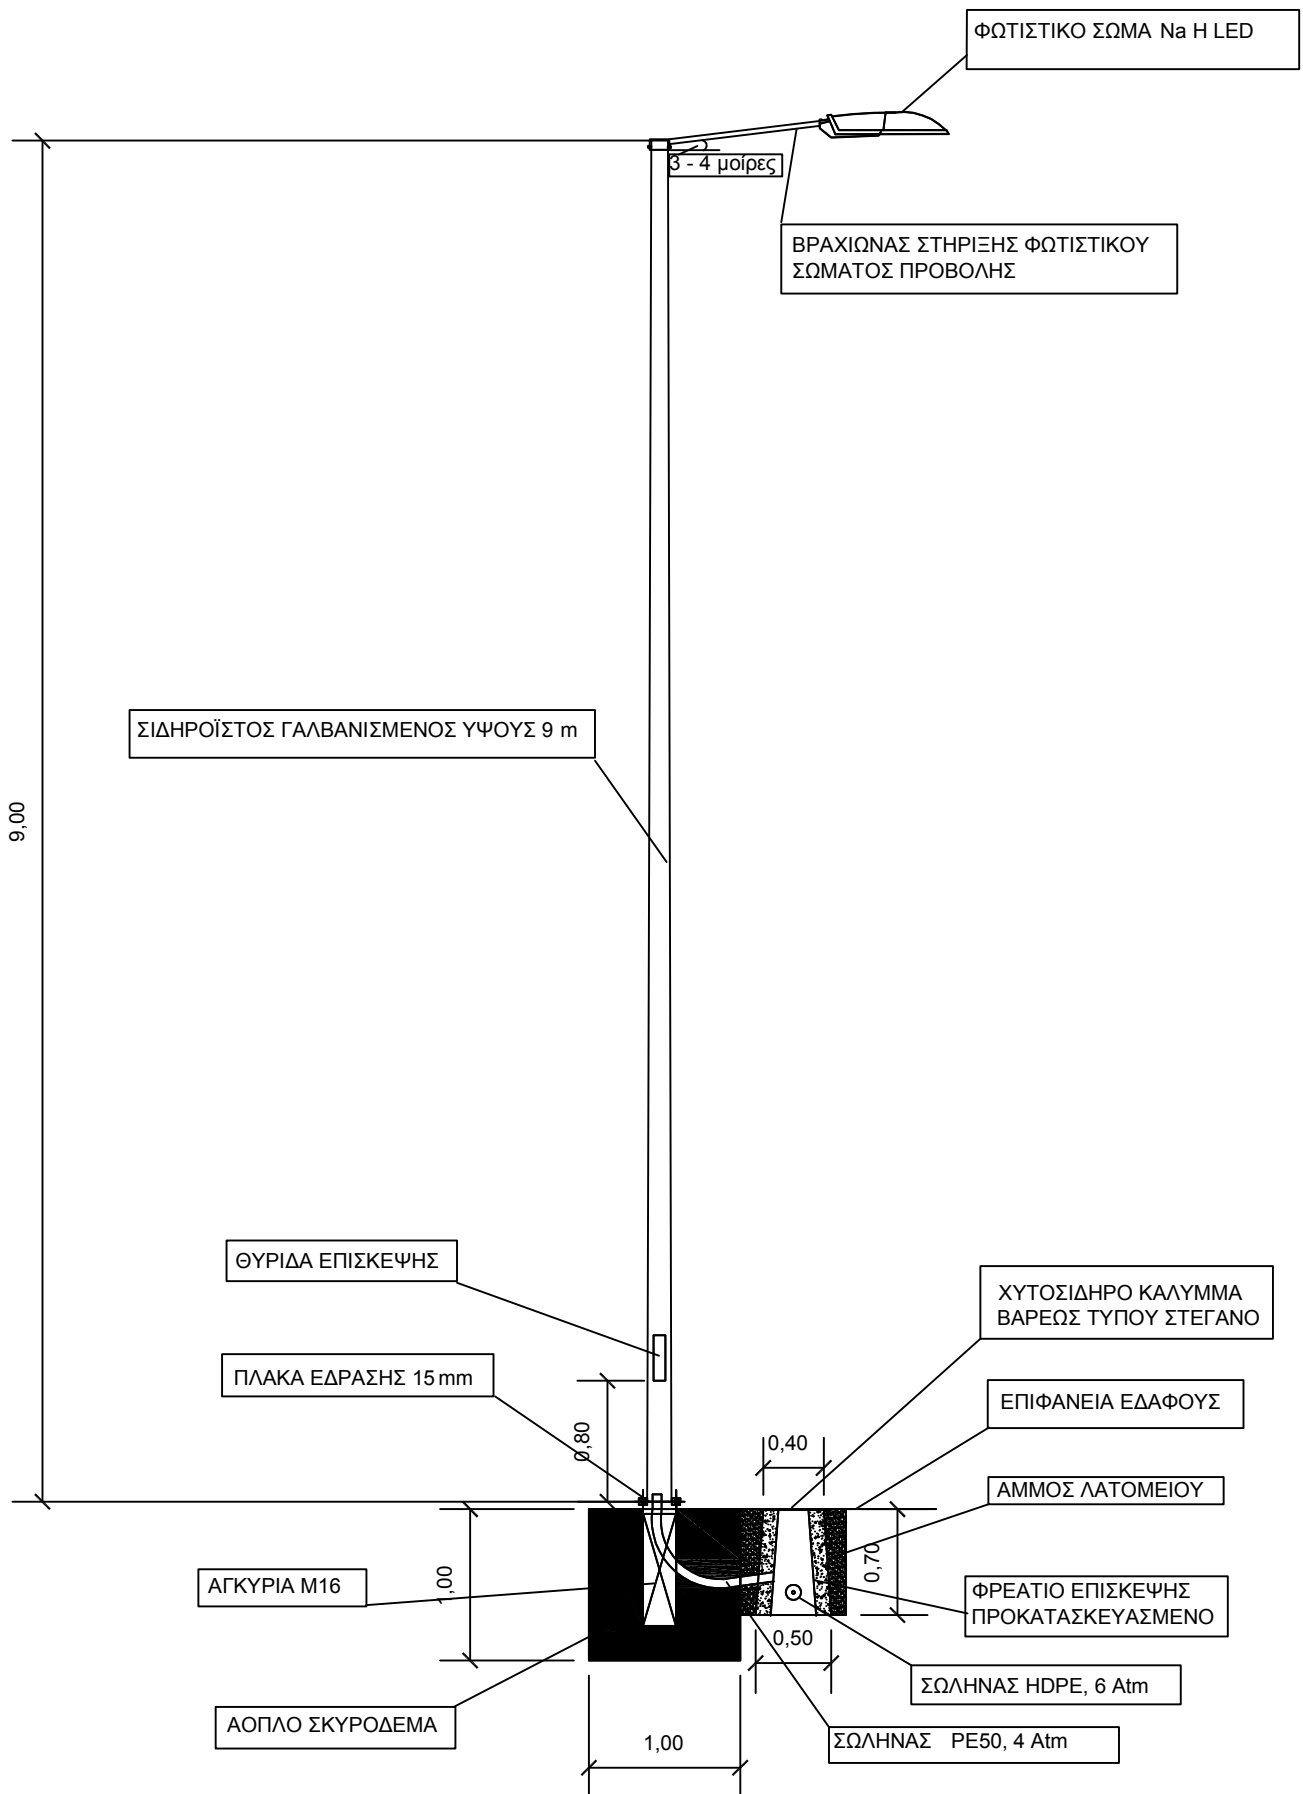 ΦΩΤΙΣΤΙΚΟ ΣΩΜΑ Na Η LED
3 - 4 μοίρες
ΒΡΑΧΙΩΝΑΣ ΣΤΗΡΙΞΗΣ ΦΩΤΙΣΤΙΚΟΥ
ΣΩΜΑΤΟΣ ΠΡΟΒΟΛΗΣ
ΣΙΔΗΡΟΪΣΤΟΣ ΓΑΛΒΑΝΙΣΜΕΝΟΣ ΥΨΟΥΣ 9 m
9,00
ΘΥΡΙΔΑ ΕΠΙΣΚΕΨΗΣ
ΧΥΤΟΣΙΔΗΡΟ ΚΑΛΥΜΜΑ
ΒΑΡΕΩΣ ΤΥΠΟΥ ΣΤΕΓΑΝΟ
ΠΛΑΚΑ ΕΔΡΑΣΗΣ 15 mm
ΕΠΙΦΑΝΕΙΑ ΕΔΑΦΟΥΣ
0,80
0,40
ΑΜΜΟΣ ΛΑΤΟΜΕΙΟΥ
ΑΓΚΥΡΙΑ Μ16
1,00
0,70
ΦΡΕΑΤΙΟ ΕΠΙΣΚΕΨΗΣ
ΠΡΟΚΑΤΑΣΚΕΥΑΣΜΕΝΟ
0,50
ΣΩΛΗΝΑΣ HDPE, 6 Atm
ΑΟΠΛΟ ΣΚΥΡΟΔΕΜΑ
1,00
ΣΩΛΗΝΑΣ PE50, 4 Atm